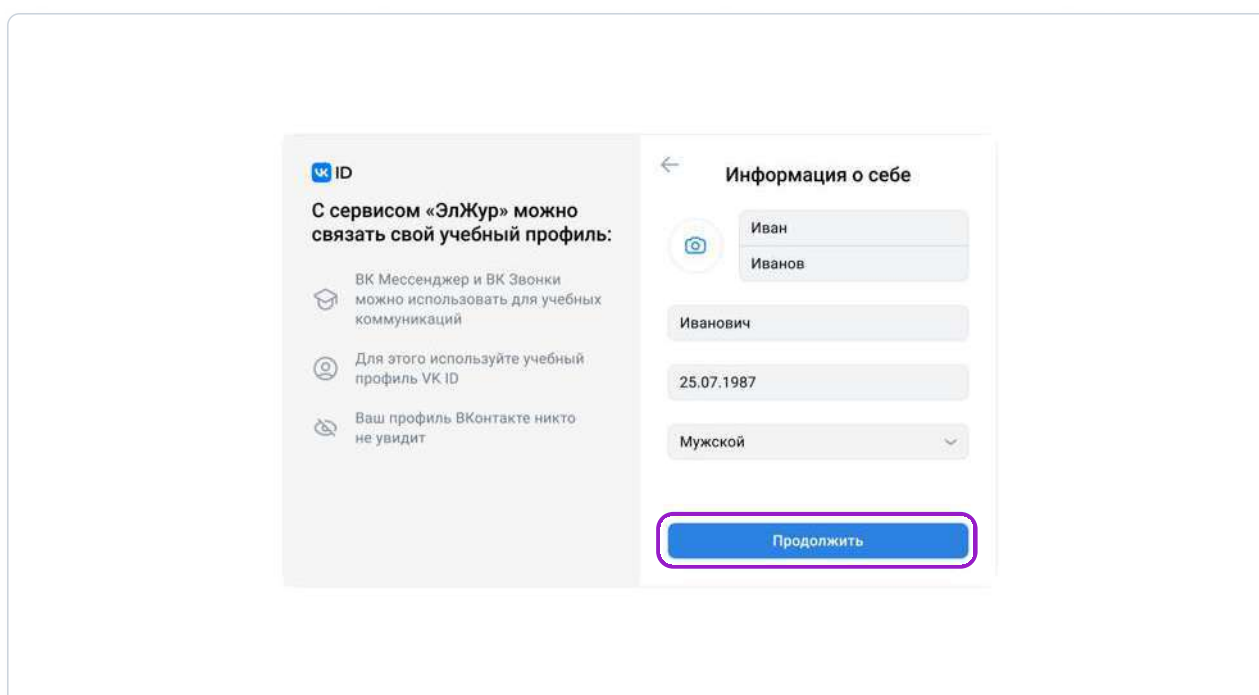 VK ID
С сервисом «ЭлЖур» можно
связать свой учебный профиль:
ВК Мессенджер и ВК Звонки
можно использовать для учебных
коммуникаций
Для этого используйте учебный
профиль VK ID
Ваш профиль ВКонтакте никто
не увидит
Информация о себе
Иван
Иванов
Иванович
25.07.1987
Мужской
Продолжить